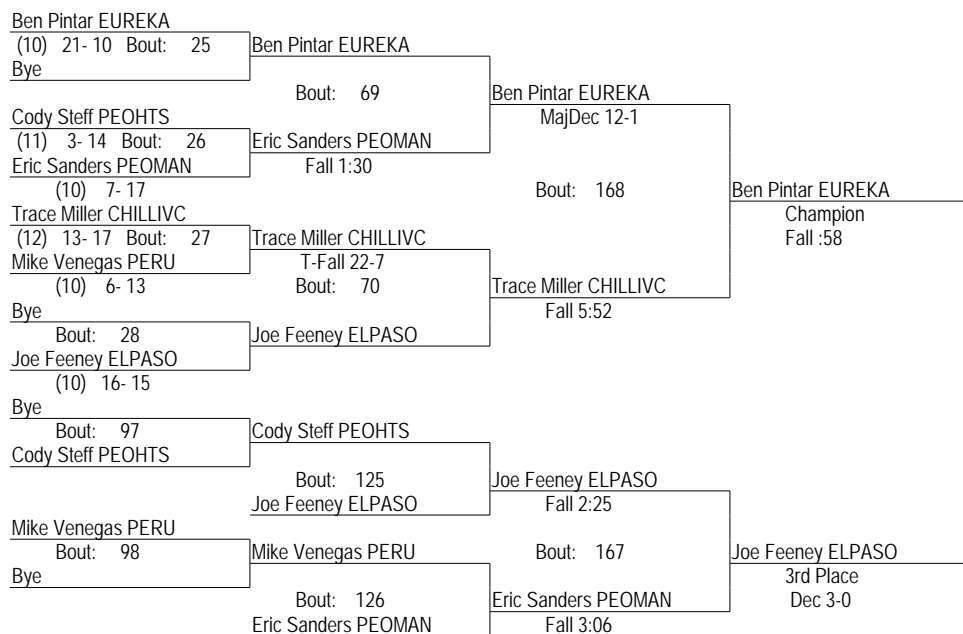 Ben Pintar EUREKA
(10) 21- 10 Bout: 25
Ben Pintar EUREKA
Bye
Bout: 69
Ben Pintar EUREKA
Cody Steff PEOHTS
MajDec 12-1
(11) 3- 14 Bout: 26
Eric Sanders PEOMAN
Eric Sanders PEOMAN
Fall 1:30
(10) 7- 17
Bout: 168
Ben Pintar EUREKA
Trace Miller CHILLIVC
Champion
(12) 13- 17 Bout: 27
Trace Miller CHILLIVC
Fall :58
Mike Venegas PERU
T-Fall 22-7
(10) 6- 13
Bout: 70
Trace Miller CHILLIVC
Bye
Fall 5:52
Bout: 28
Joe Feeney ELPASO
Joe Feeney ELPASO
(10) 16- 15
Bye
Bout: 97
Cody Steff PEOHTS
Cody Steff PEOHTS
Bout: 125
Joe Feeney ELPASO
Joe Feeney ELPASO
Fall 2:25
Mike Venegas PERU
Bout: 98
Mike Venegas PERU
Bout: 167
Joe Feeney ELPASO
Bye
3rd Place
Bout: 126
Eric Sanders PEOMAN
Dec 3-0
Eric Sanders PEOMAN
Fall 3:06